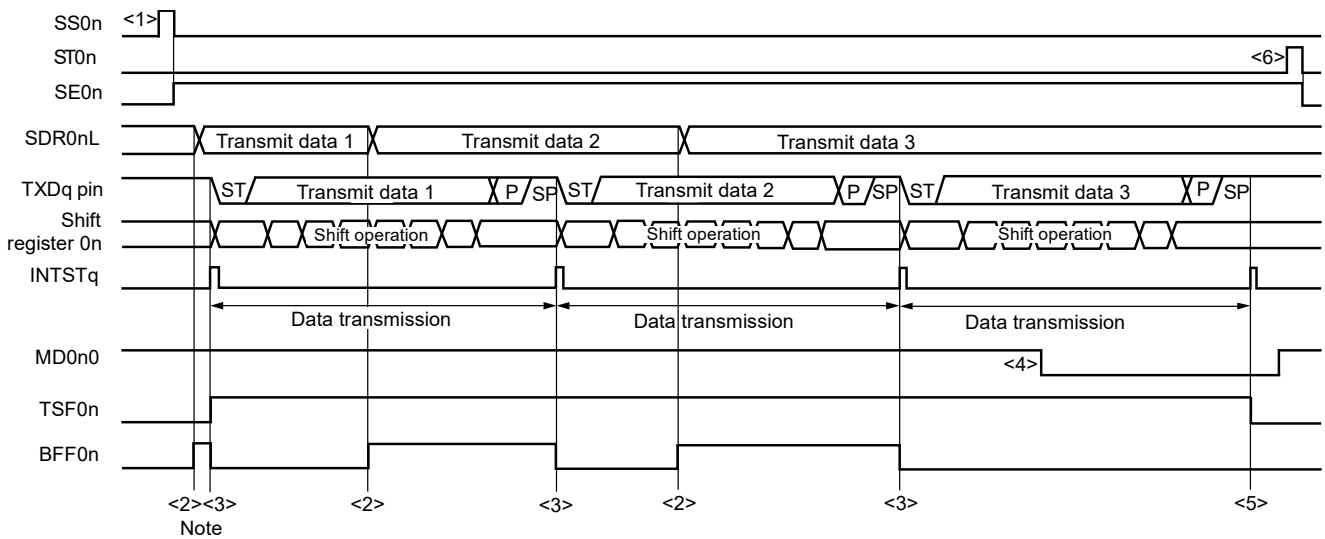 SS0n <1>
ST0n <6>
SE0n
SDR0nL Transmit data 1 Transmit data 2 Transmit data 3
TXDq pin ST Transmit data 1 P SP ST Transmit data 2 P SP ST Transmit data 3 P SP
Shift
register 0n Shift operation Shift operation Shift operation
INTSTq
Data transmission Data transmission Data transmission
MD0n0 <4>
TSF0n
BFF0n
<2><3> <2> <3> <2> <3> <5>
Note